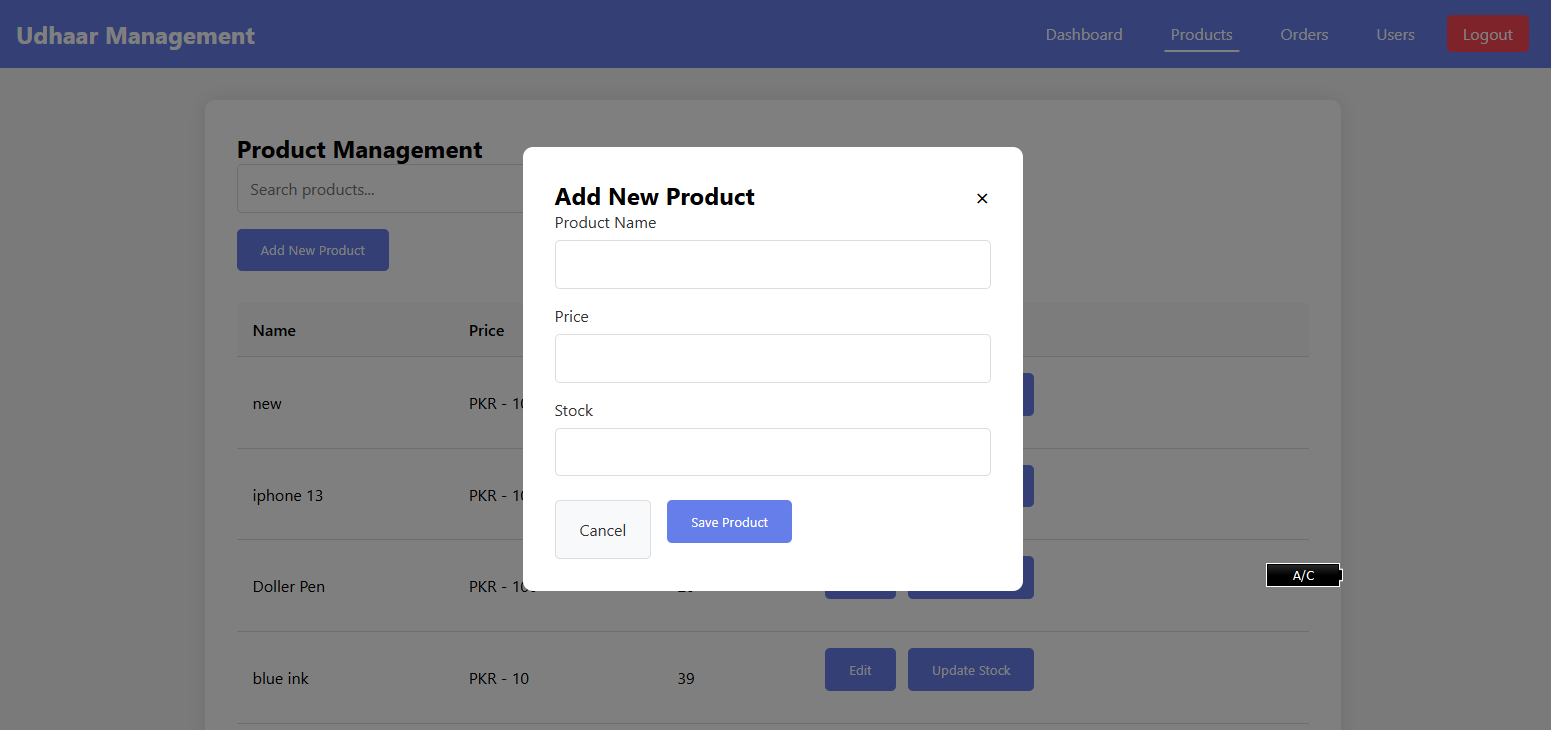 Udhaar Management
Dashboard
Products
Orders
Users
Logout
Product Management
Search products...
Add New Product
Name
Price
new
PKR - 10
iphone 13
PKR - 10
Doller Pen
PKR - 100
blue ink
PKR - 10
39
Edit
Update Stock
Add New Product
×
Product Name
Price
Stock
Cancel
Save Product
A/C